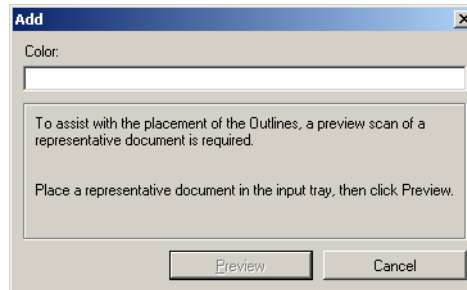 Add
Color:
To assist with the placement of the Outlines, a preview scan of a
representative document is required.
Place a representative document in the input tray, then click Preview.
Preview
Cancel